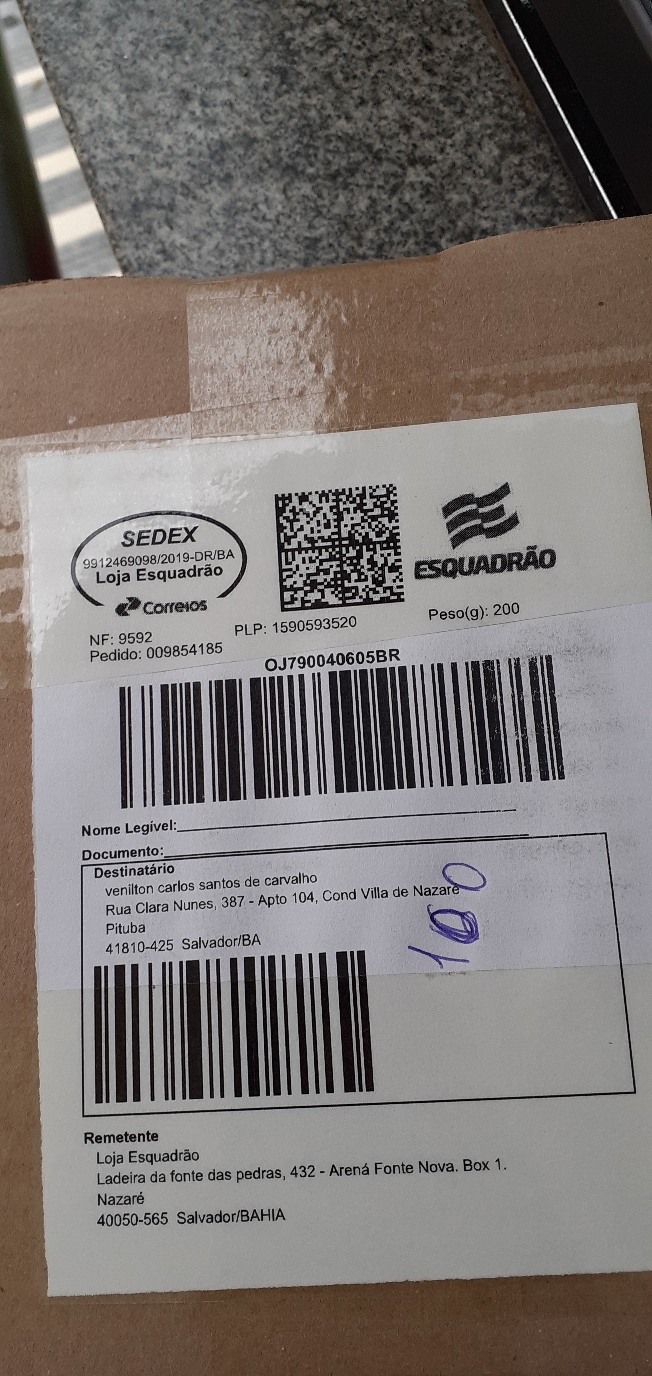 SEDEX
9912469098/2019-DR/BA
Loja Esquadrão
Correios
ESQUADRÃO
NF: 9592
PLP: 1590593520
Peso(g): 200
Pedido: 009854185
OJ790040605BR
Nome Legível:
Documento:
Destinatário
venilton carlos santos de carvalho
Rua Clara Nunes, 387 - Apto 104, Cond Villa de Nazaré
Pituba
41810-425 Salvador/BA
100
Remetente
Loja Esquadrão
Ladeira da fonte das pedras, 432 - Arená Fonte Nova. Box 1.
Nazaré
40050-565 Salvador/BAHIA